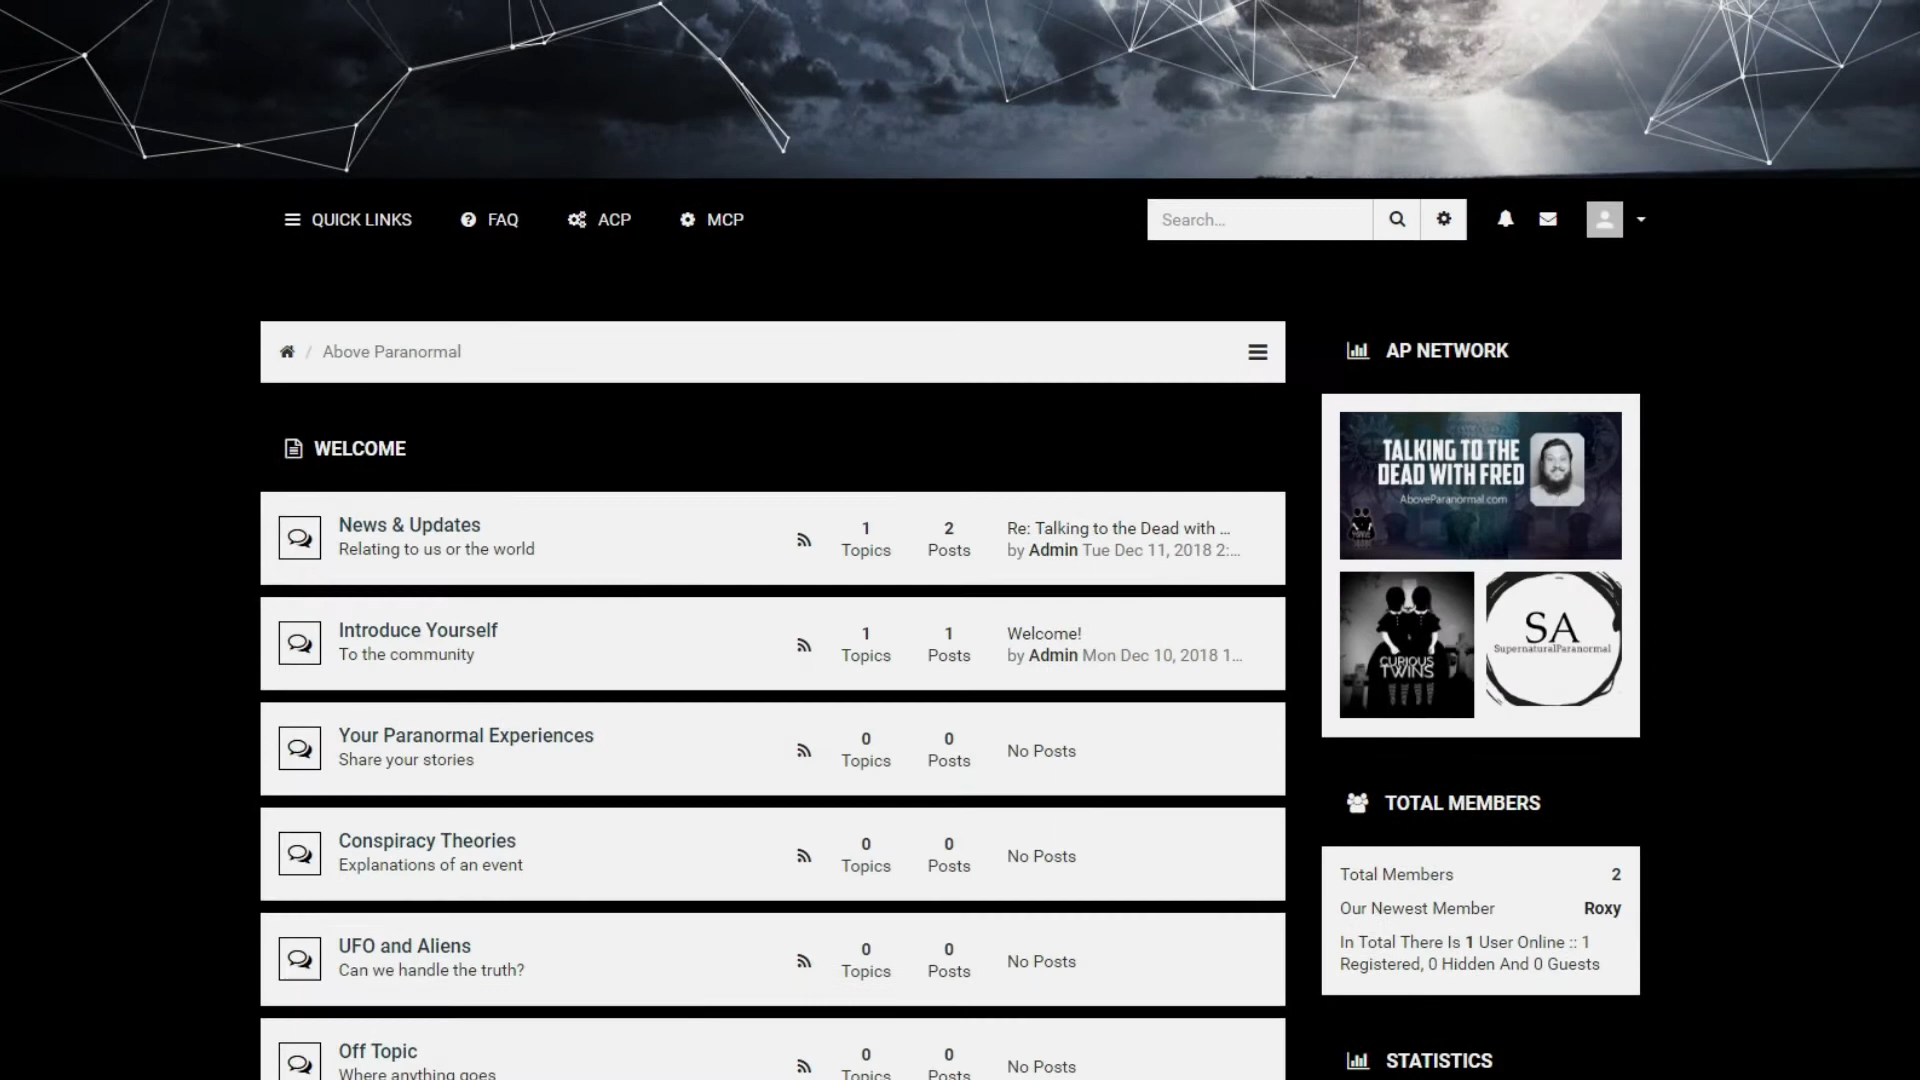 QUICK LINKS
FAQ
ACP
MCP
Search…
Above Paranormal
WELCOME
News & Updates
Relating to us or the world
1
Topics
2
Posts
Re: Talking to the Dead with ...
by Admin Tue Dec 11, 2018 2:...
Introduce Yourself
To the community
1
Topics
1
Posts
Welcome!
by Admin Mon Dec 10, 2018 1...
Your Paranormal Experiences
Share your stories
0
Topics
0
Posts
No Posts
Conspiracy Theories
Explanations of an event
0
Topics
0
Posts
No Posts
UFO and Aliens
Can we handle the truth?
0
Topics
0
Posts
No Posts
Off Topic
Where anything goes
0
Topics
0
Posts
No Posts
AP NETWORK
TALKING TO THE
DEAD WITH FRED
AboveParanormal.com
CURIOUS
TWINS
SA
SupernaturalParanormal
TOTAL MEMBERS
Total Members 2
Our Newest Member Roxy
In Total There Is 1 User Online :: 1
Registered, 0 Hidden And 0 Guests
STATISTICS